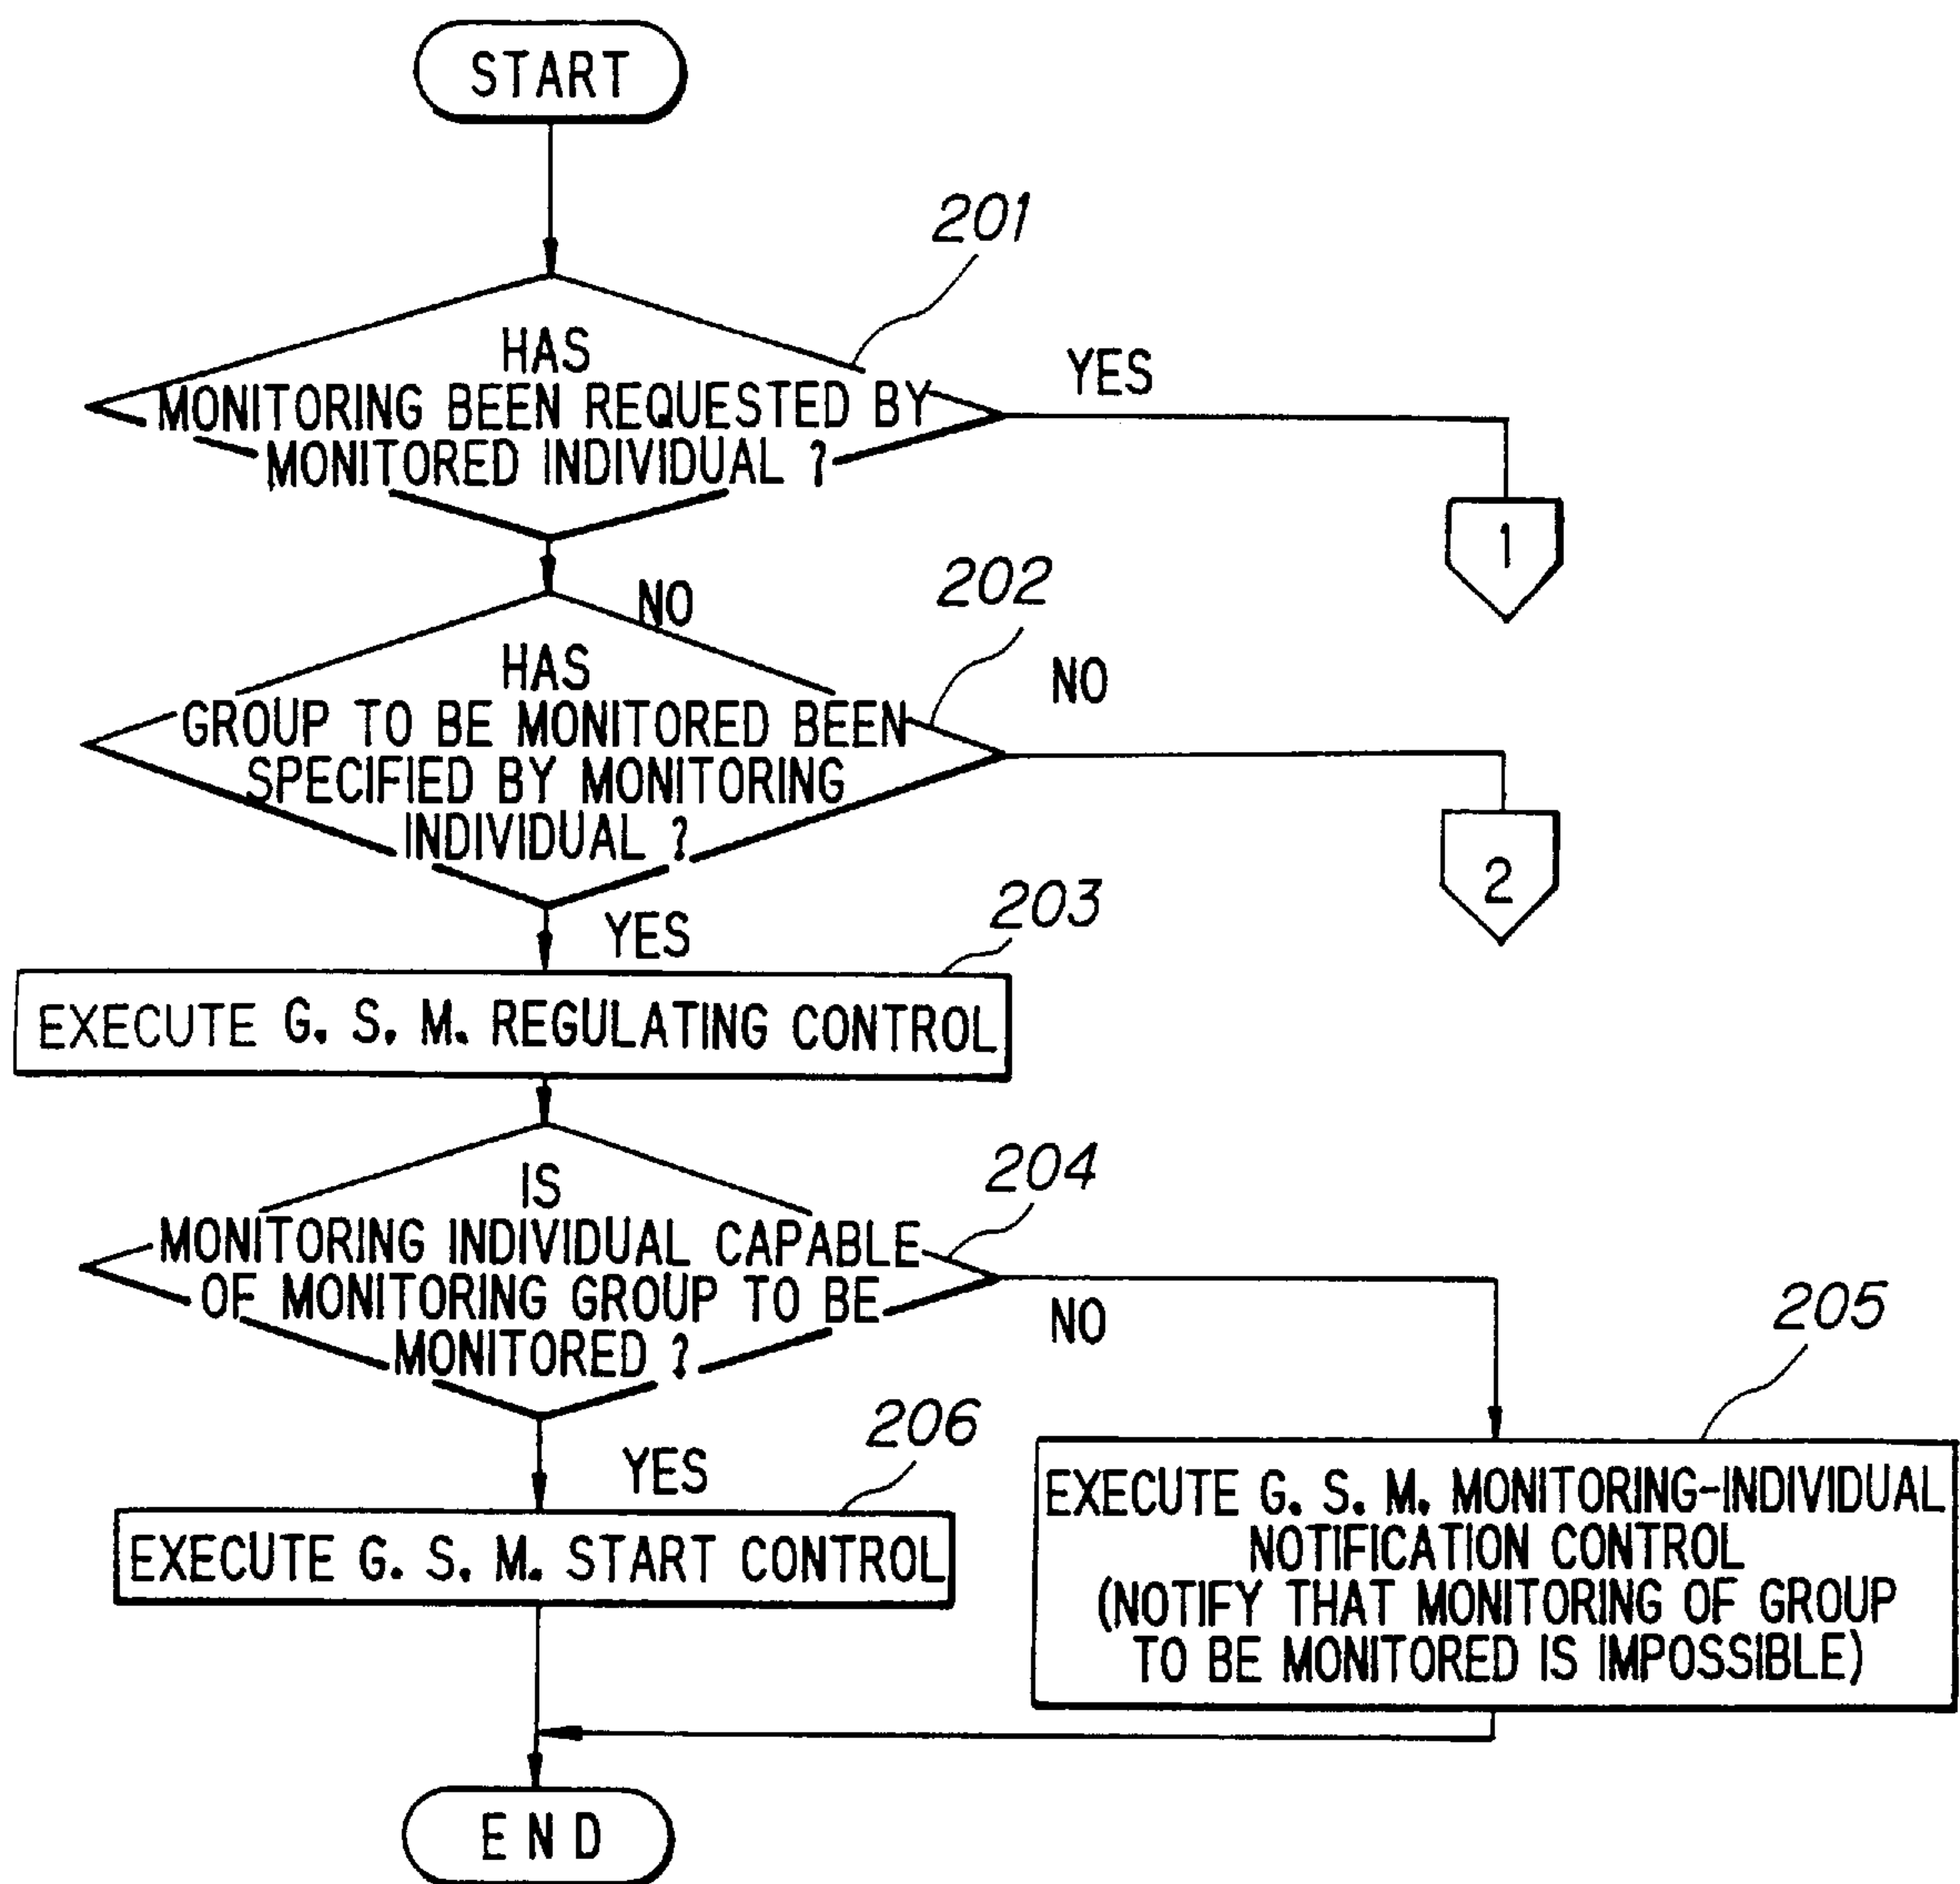 START
201
HAS
MONITORING BEEN REQUESTED BY
MONITORED INDIVIDUAL ?
YES
1
NO
202
HAS
GROUP TO BE MONITORED BEEN
SPECIFIED BY MONITORING
INDIVIDUAL ?
NO
2
YES
203
EXECUTE G. S. M. REGULATING CONTROL
204
IS
MONITORING INDIVIDUAL CAPABLE
OF MONITORING GROUP TO BE
MONITORED ?
NO
205
YES
206
EXECUTE G. S. M. START CONTROL
EXECUTE G. S. M. MONITORING-INDIVIDUAL
NOTIFICATION CONTROL
(NOTIFY THAT MONITORING OF GROUP
TO BE MONITORED IS IMPOSSIBLE)
END